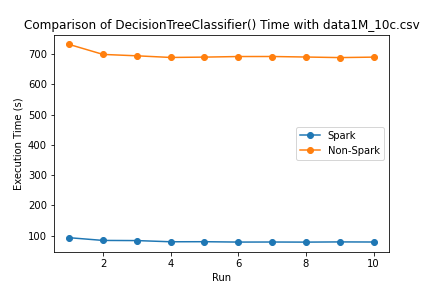 Comparison of DecisionTreeClassifier() Time with data1M_10c.csv
700
600
500
400
300
200
100
Execution Time (s)
Spark
Non-Spark
2
4
6
8
10
Run